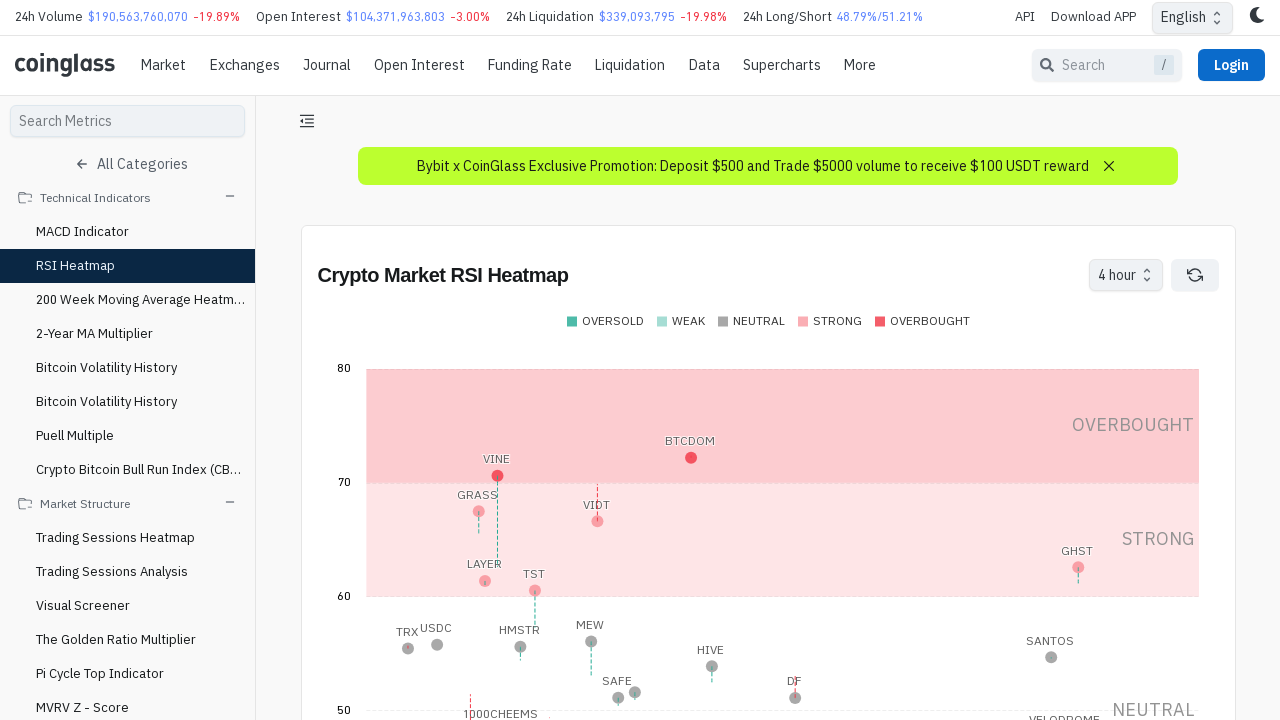 24h Volume $190,563,760,070 -19.89% Open Interest $104,371,963,803 -3.00% 24h Liquidation $339,093,795 -19.98% 24h Long/Short 48.79%/51.21% API Download APP English
coinglass Market Exchanges Journal Open Interest Funding Rate Liquidation Data Supercharts More Search / Login
Search Metrics
All Categories
Technical Indicators
MACD Indicator
RSI Heatmap
200 Week Moving Average Heatm...
2-Year MA Multiplier
Bitcoin Volatility History
Bitcoin Volatility History
Puell Multiple
Crypto Bitcoin Bull Run Index (CB...
Market Structure
Trading Sessions Heatmap
Trading Sessions Analysis
Visual Screener
The Golden Ratio Multiplier
Pi Cycle Top Indicator
MVRV Z - Score
Bybit x CoinGlass Exclusive Promotion: Deposit $500 and Trade $5000 volume to receive $100 USDT reward
Crypto Market RSI Heatmap 4 hour
OVERSOLD WEAK NEUTRAL STRONG OVERBOUGHT
80
OVERBOUGHT
BTCDOM
VINE
70
GRASS
VIDT
STRONG
GHST
LAYER
TST
60
TRX USDC HMSTR MEW
SANTOS
HIVE
SAFE DF
1000CHEEMS
50
NEUTRAL
VELODROME